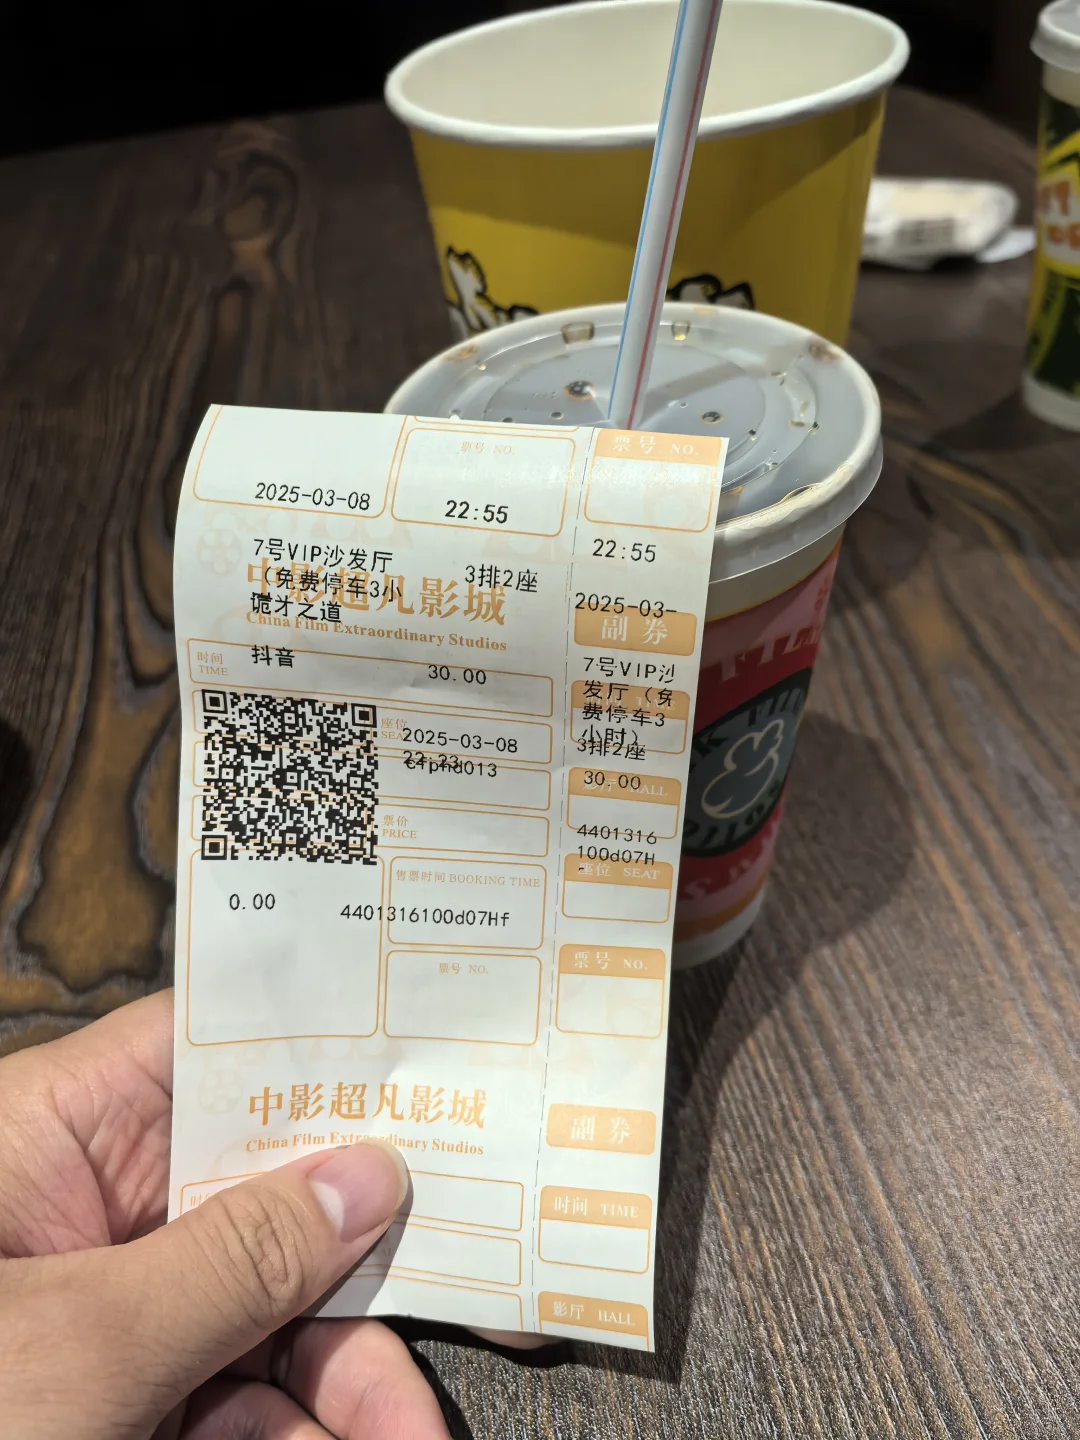 票号 NO.
票号 NO.
2025-03-08
22:55
22:55
7号VIP沙发厅
3排2座
(免费停车3小
诡才之道
中影超凡影城
China Film Extraordinary Studios
2025-03-
副 券
时间
TIME
抖音
30.00
7号VIP沙
发厅 (免
费停车3
小时)
3排2座
座位
2025-03-08
22:23
013
30.00
影厅 HALL
票价
PRICE
4401316
100d07H
座位 SEAT
售票时间 BOOKING TIME
0.00
4401316100d07Hf
票号 NO.
票号 NO.
中影超凡影城
China Film Extraordinary Studios
副 券
时间 TIME
影厅 HALL